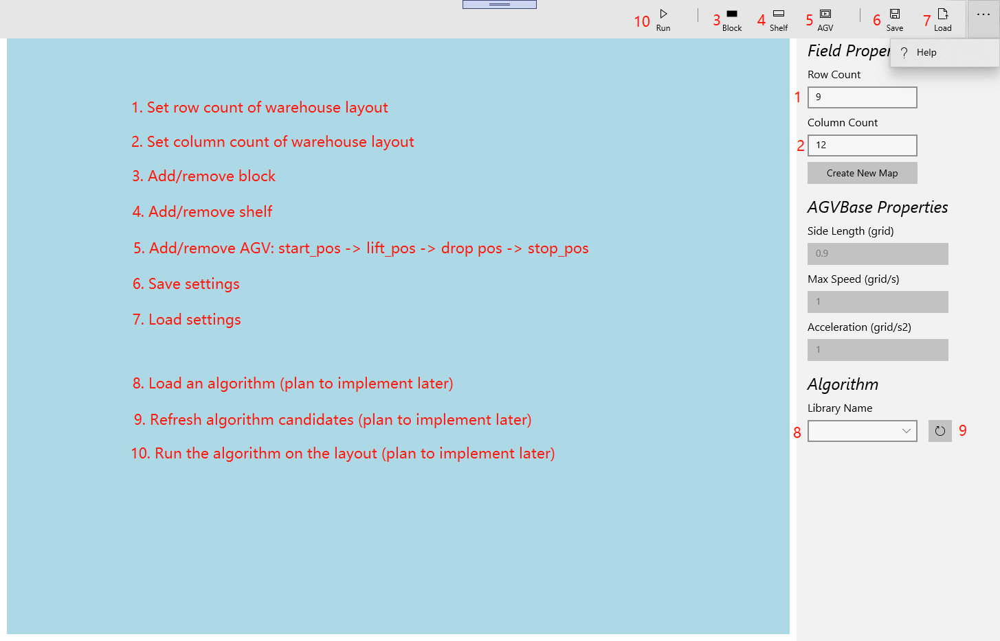 10 Run 3 Block 4 Shelf 5 AGV 6 Save 7 Load ...
? Help
Field Proper
Row Count
1 9
Column Count
2 12
Create New Map
AGVBase Properties
Side Length (grid)
0.9
Max Speed (grid/s)
1
Acceleration (grid/s2)
1
Algorithm
Library Name
8 9
1. Set row count of warehouse layout
2. Set column count of warehouse layout
3. Add/remove block
4. Add/remove shelf
5. Add/remove AGV: start_pos -> lift_pos -> drop pos -> stop_pos
6. Save settings
7. Load settings
8. Load an algorithm (plan to implement later)
9. Refresh algorithm candidates (plan to implement later)
10. Run the algorithm on the layout (plan to implement later)